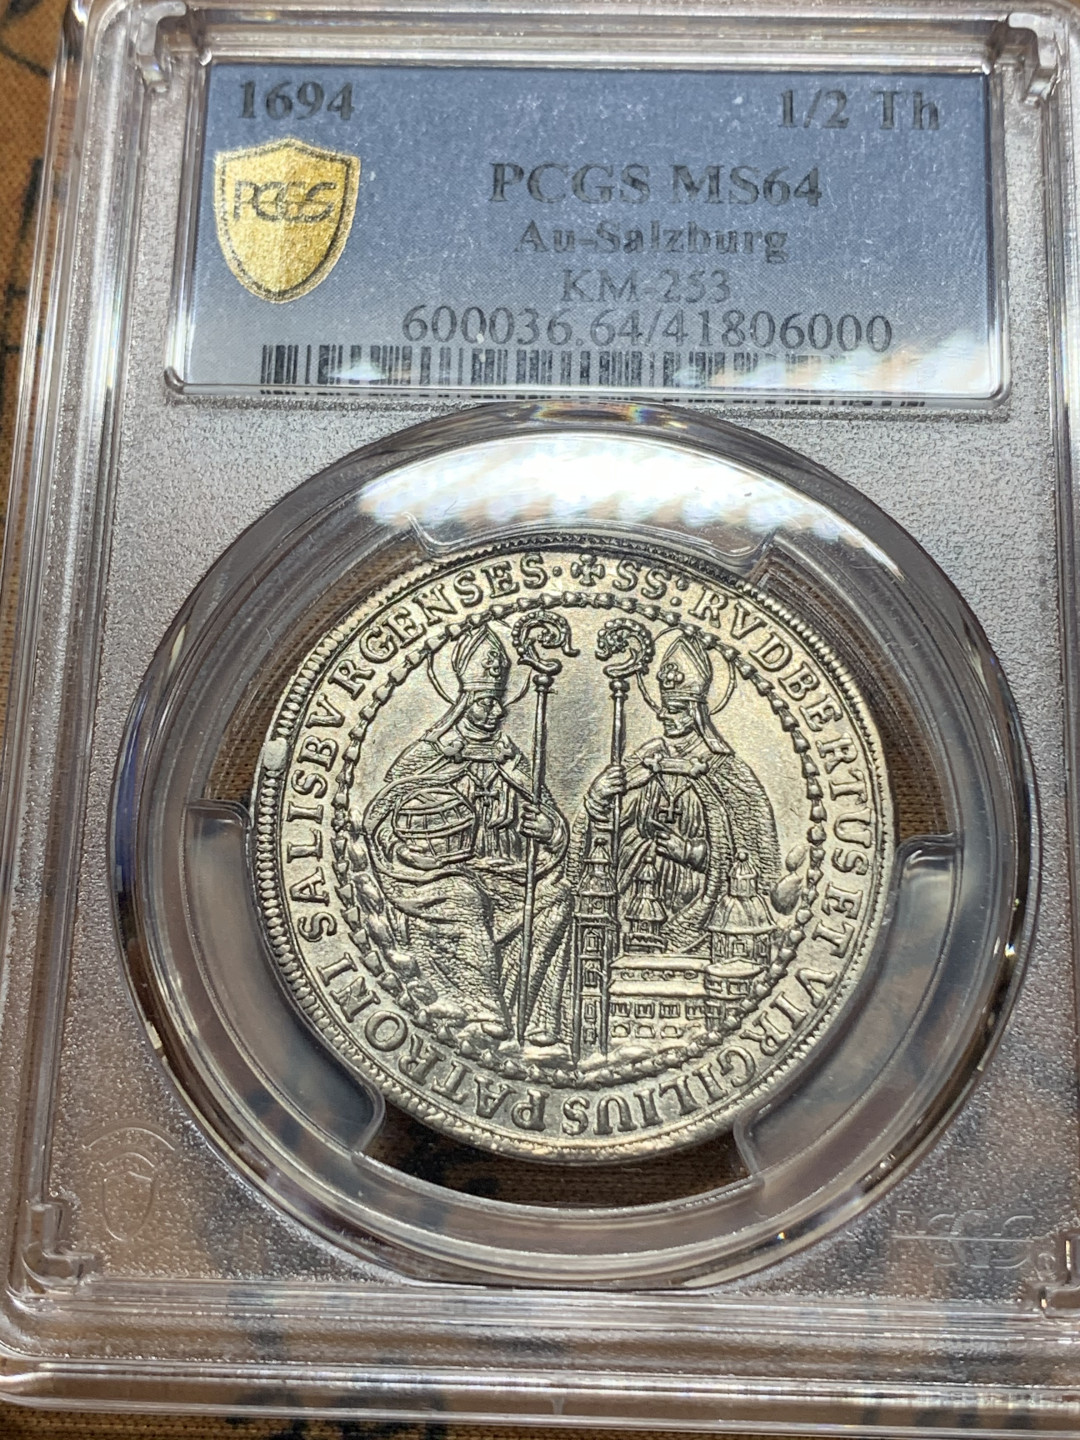 1694
1/2 Th
PCGS
PCGS MS64
Au-Salzburg
KM-253
600036.64/41806000
SS: RVDBERTUS ET VIRGILIUS PATRONI SALISBVRGENSES·
PCGS